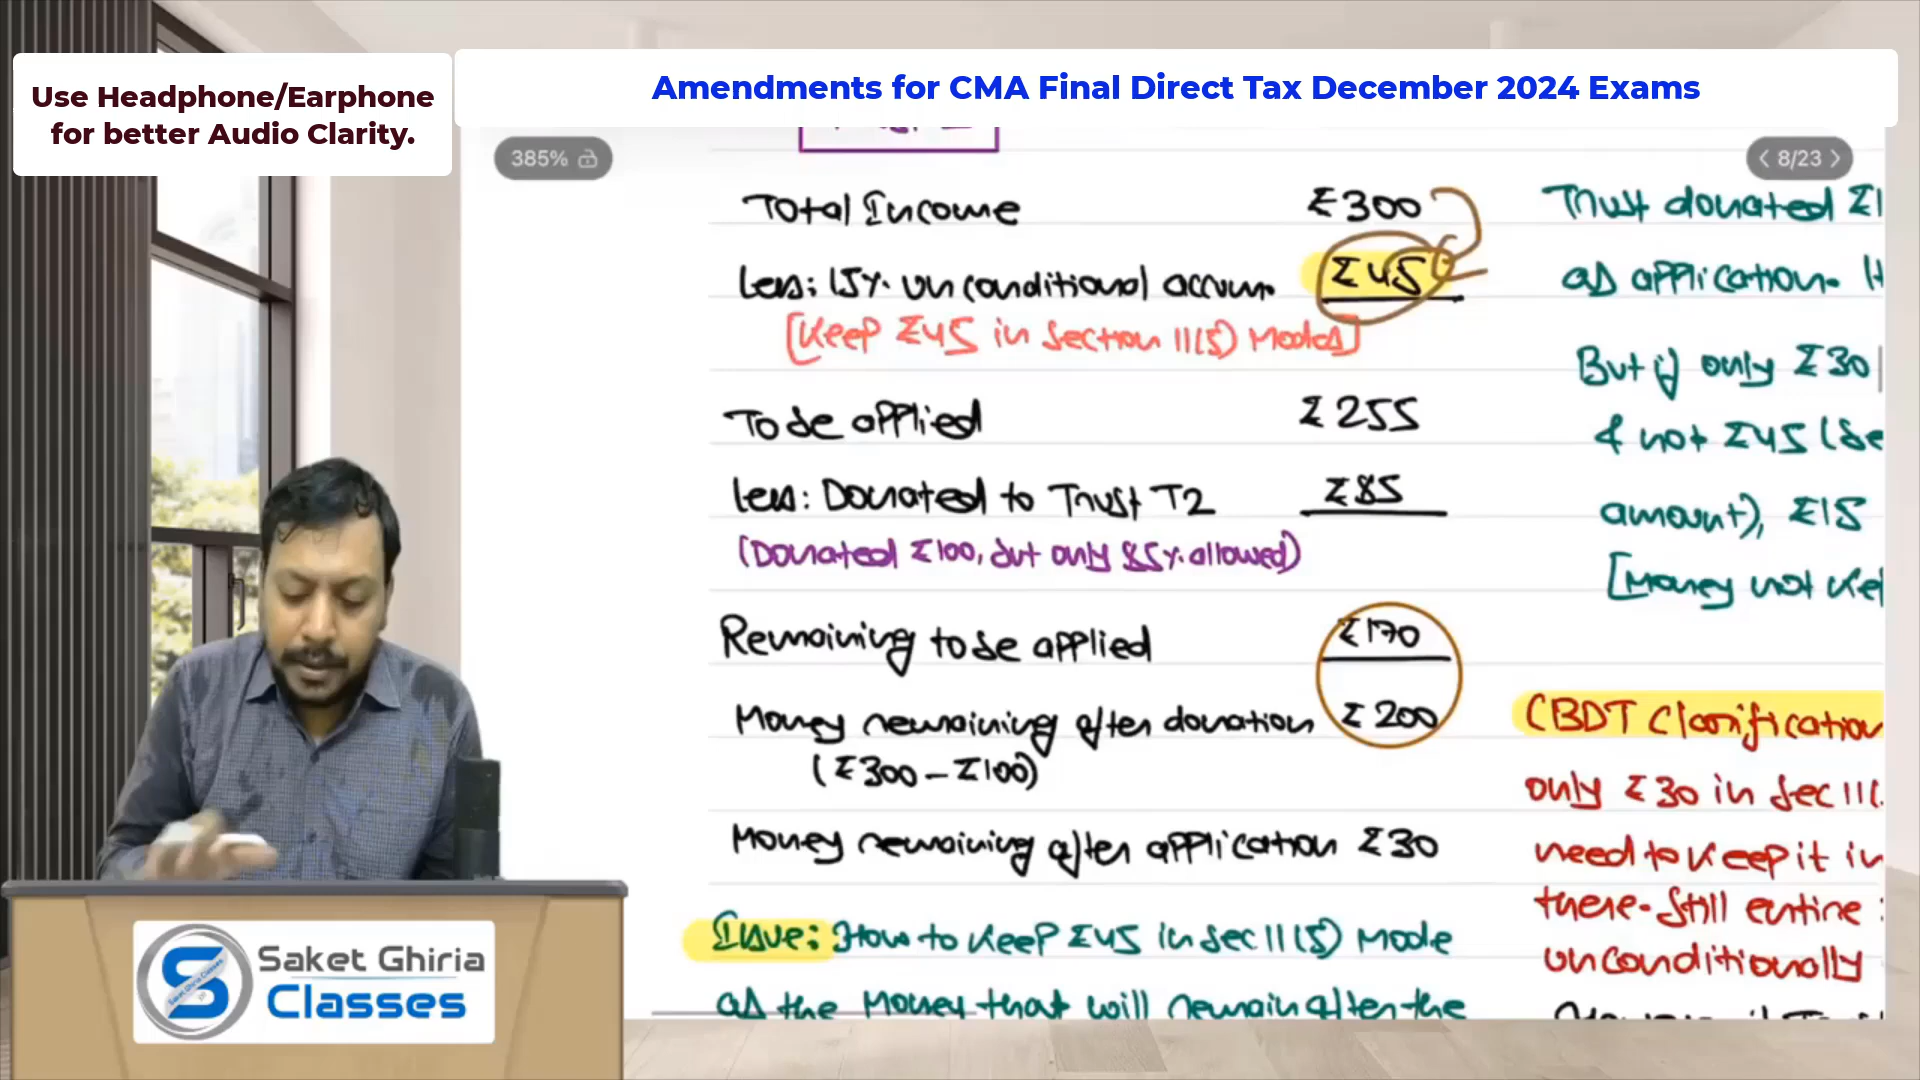 Use Headphone/Earphone
for better Audio Clarity.
Amendments for CMA Final Direct Tax December 2024 Exams
385%
8/23
Total Income ₹300
Less: 15% unconditional accum. ₹45
[Keep ₹45 in Section 11(5) Modes]
To be applied ₹255
Less: Donated to Trust T2 ₹85
(Donated ₹100, but only 85% allowed)
Remaining to be applied ₹170
Money remaining after donation ₹200
(₹300 - ₹100)
Money remaining after application ₹30
Issue: How to keep ₹45 in Sec 11(5) Mode
as the Money that will remain after the
Trust donated ₹1
as application.
But if only ₹30
& not ₹45
amount), ₹15
[Money not
CBDT Clarification
only ₹30 in Sec 11(
need to keep it in
there. Still entire
unconditionally
Saket Ghiria
Classes